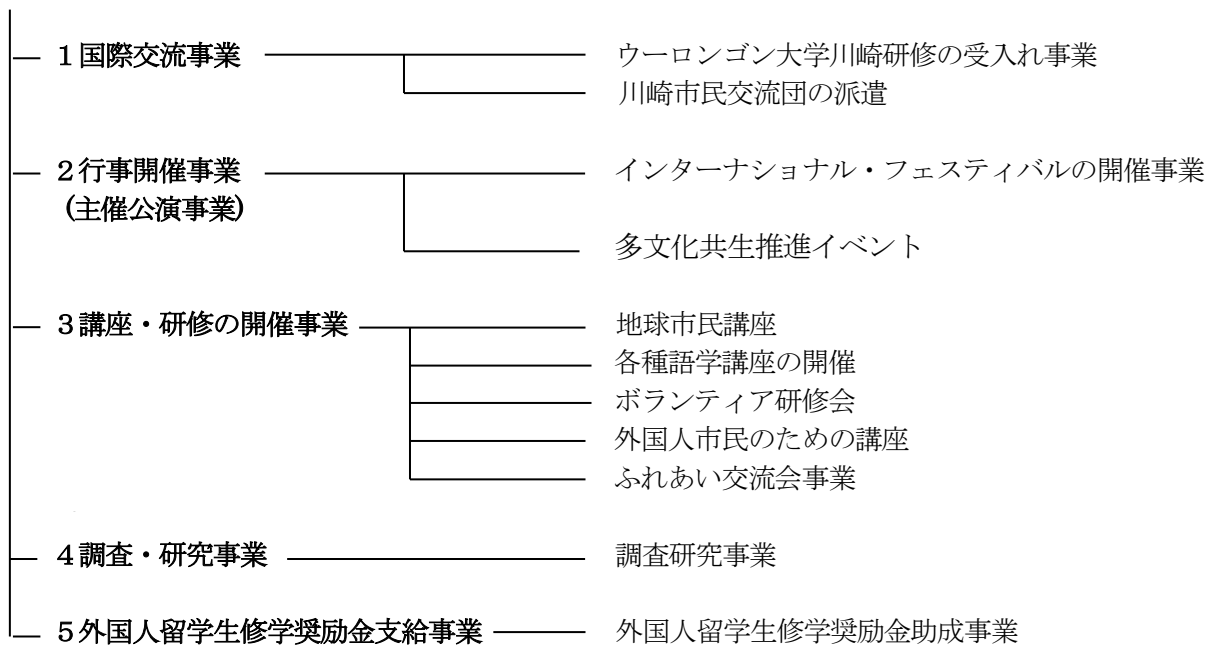 1国際交流事業
ウーロンゴン大学川崎研修の受入れ事業
川崎市民交流団の派遣
2行事開催事業
(主催公演事業)
インターナショナル・フェスティバルの開催事業
多文化共生推進イベント
3講座・研修の開催事業
地球市民講座
各種語学講座の開催
ボランティア研修会
外国人市民のための講座
ふれあい交流会事業
4調査・研究事業
調査研究事業
5外国人留学生修学奨励金支給事業
外国人留学生修学奨励金助成事業